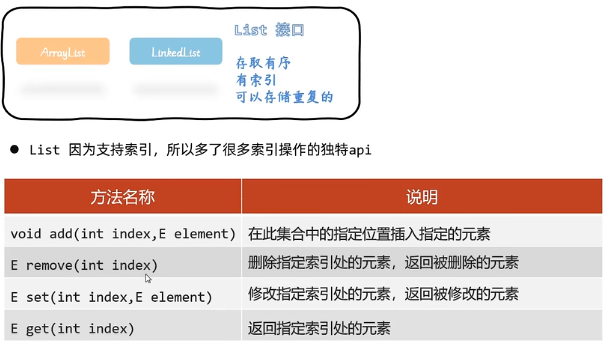 List 接口
ArrayList
LinkedList
存取有序
有索引
可以存储重复的
● List 因为支持索引，所以多了很多索引操作的独特api
方法名称 说明
void add(int index,E element) 在此集合中的指定位置插入指定的元素
E remove(int index) 删除指定索引处的元素，返回被删除的元素
E set(int index,E element) 修改指定索引处的元素，返回被修改的元素
E get(int index) 返回指定索引处的元素